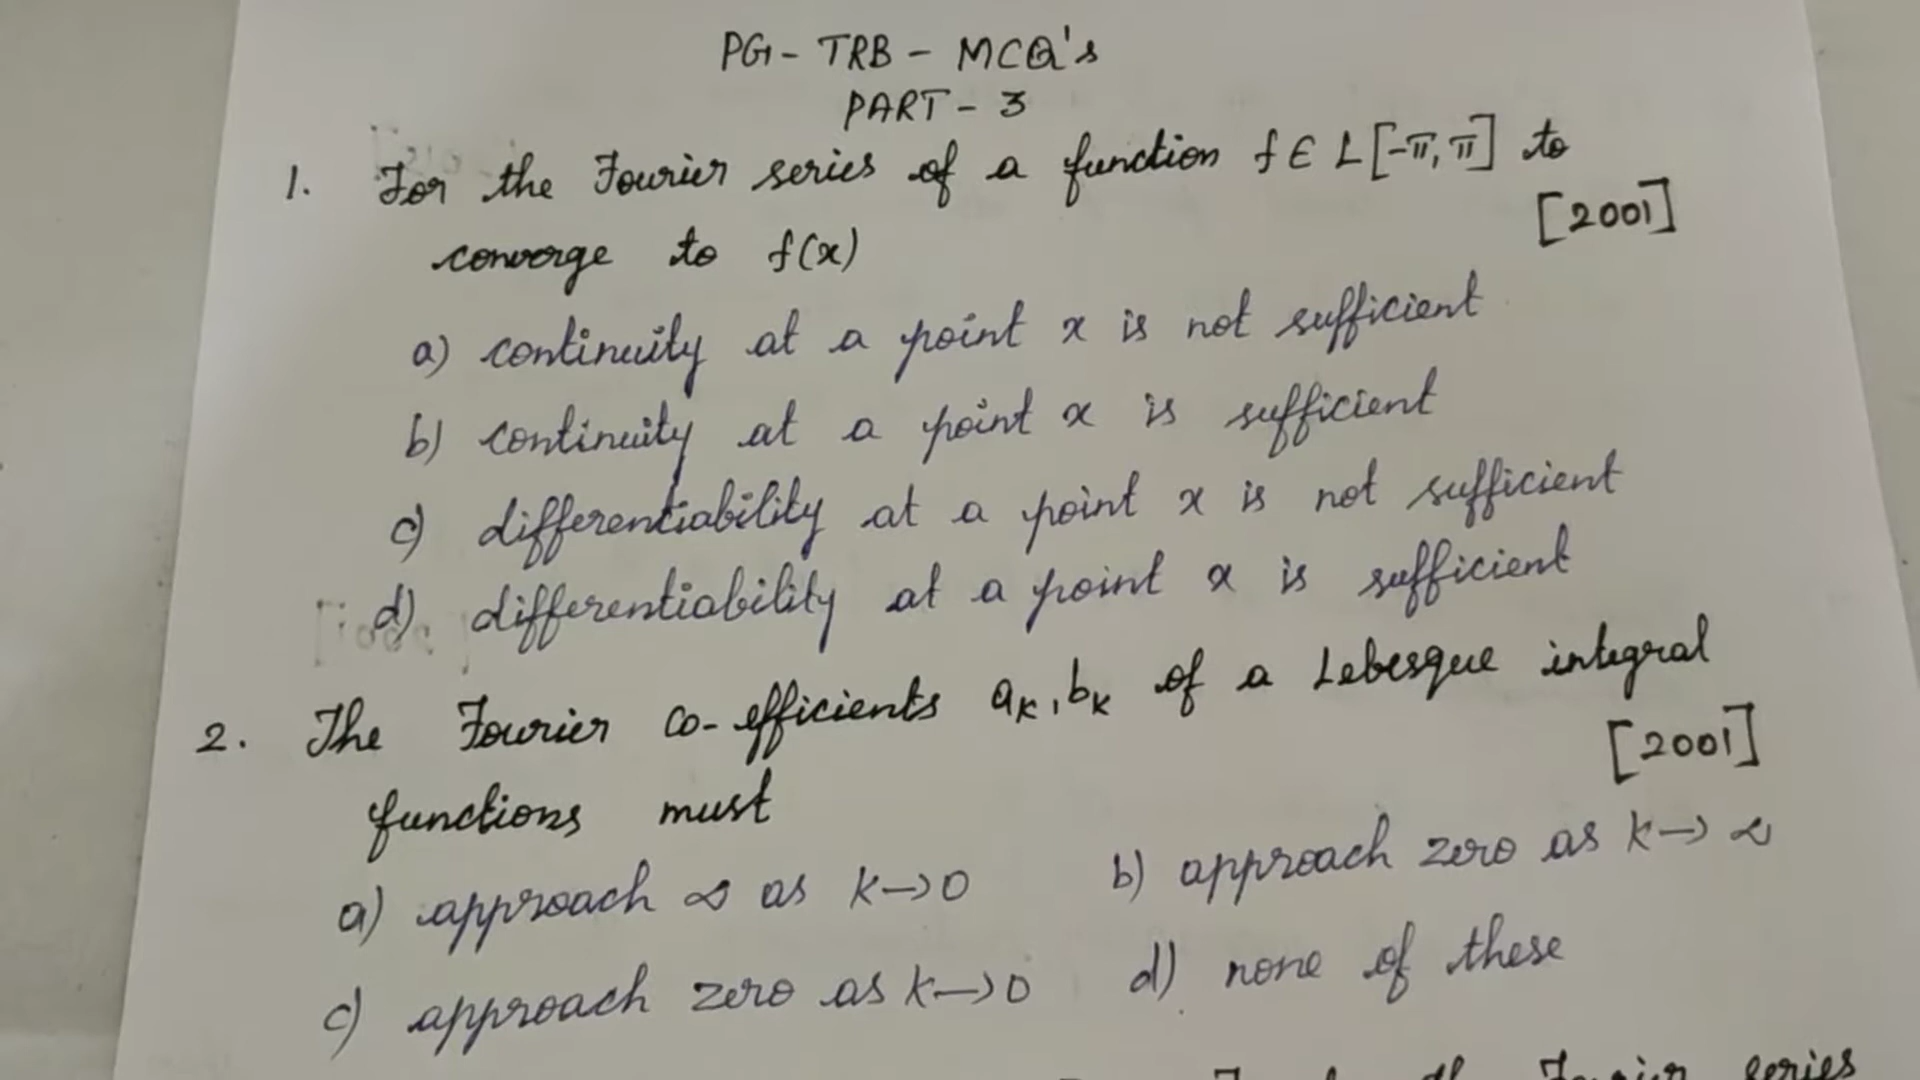 PG - TRB - MCQ's
PART - 3
1. For the Fourier series of a function f ∈ L[-π, π] to
converge to f(x) [2001]
a) continuity at a point x is not sufficient
b) continuity at a point x is sufficient
c) differentiability at a point x is not sufficient
d) differentiability at a point x is sufficient
2. The Fourier co-efficients aₖ, bₖ of a Lebesque integral
functions must [2001]
a) approach ∞ as k→0 b) approach zero as k→∞
c) approach zero as k→0 d) none of these
Fourier series